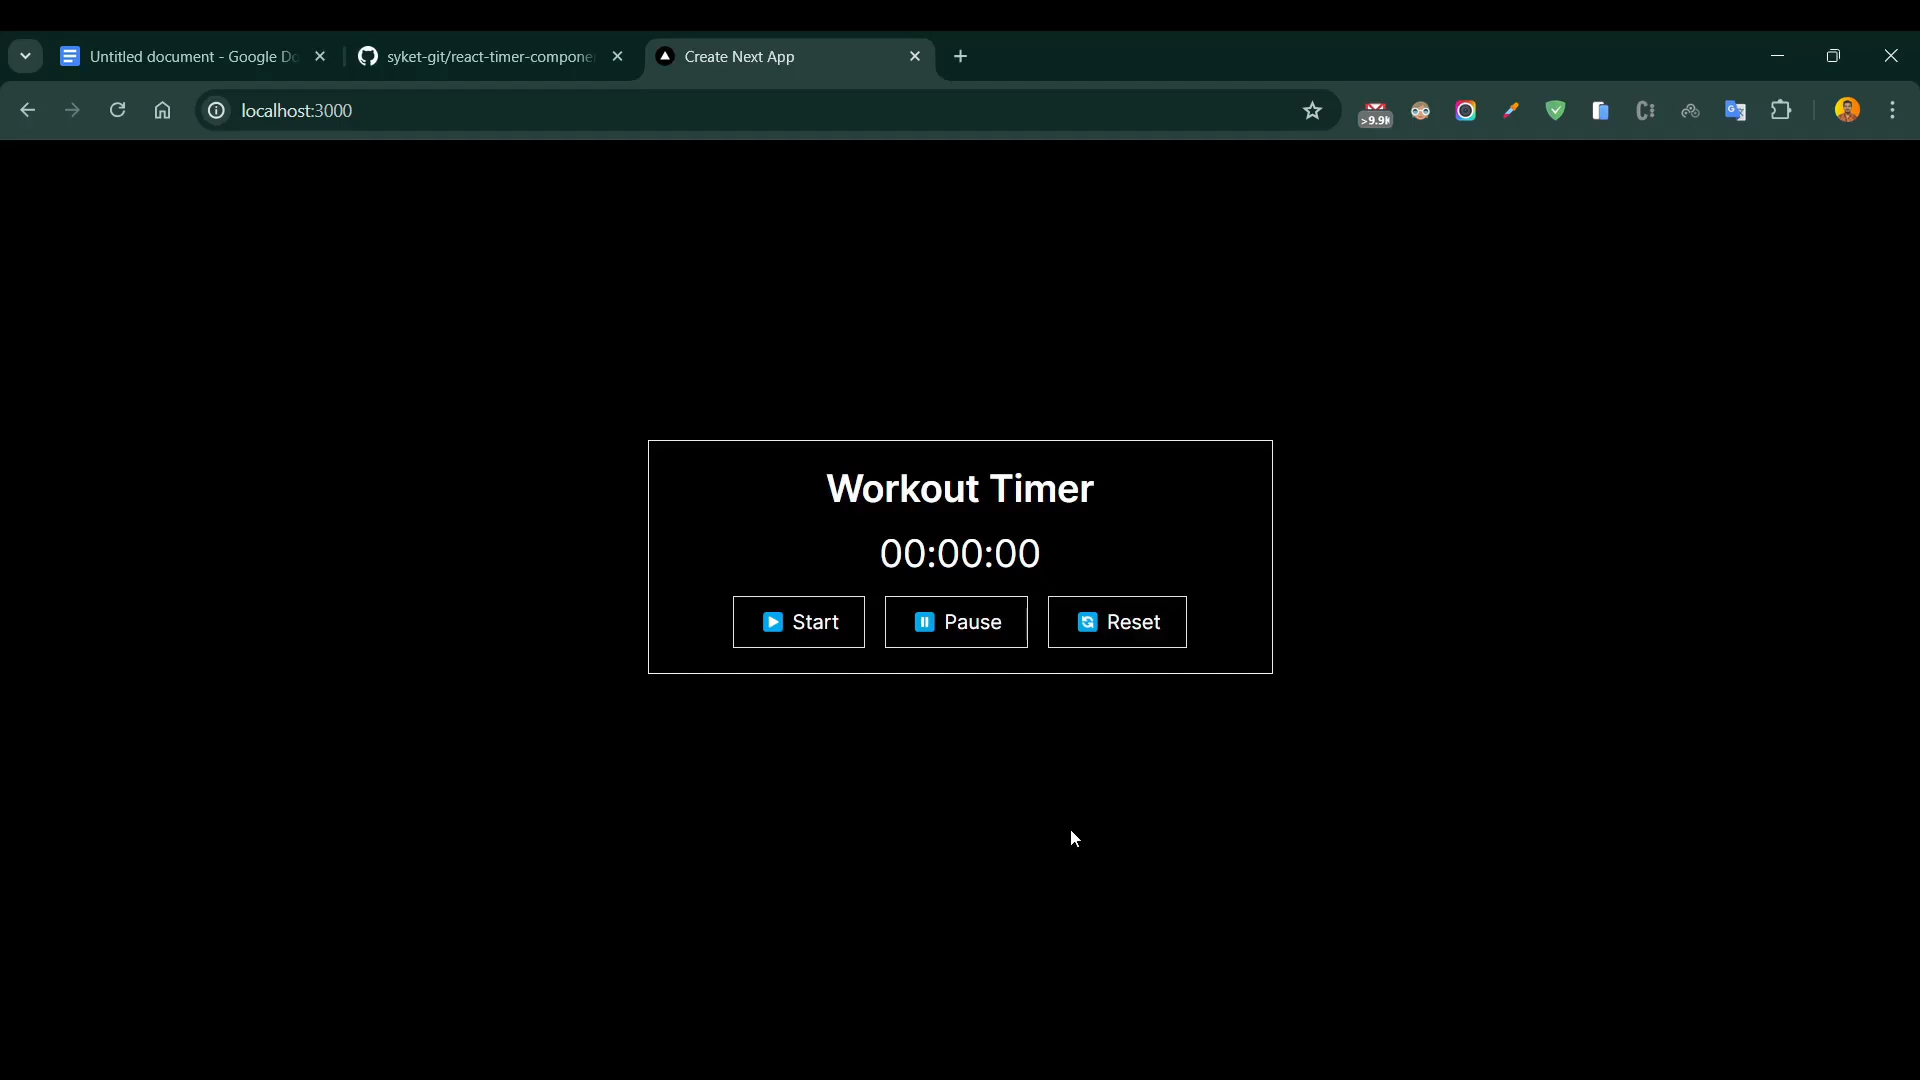 Untitled document - Google Do
syket-git/react-timer-componen
Create Next App
localhost:3000
>9.9K
Workout Timer
00:00:00
Start
Pause
Reset